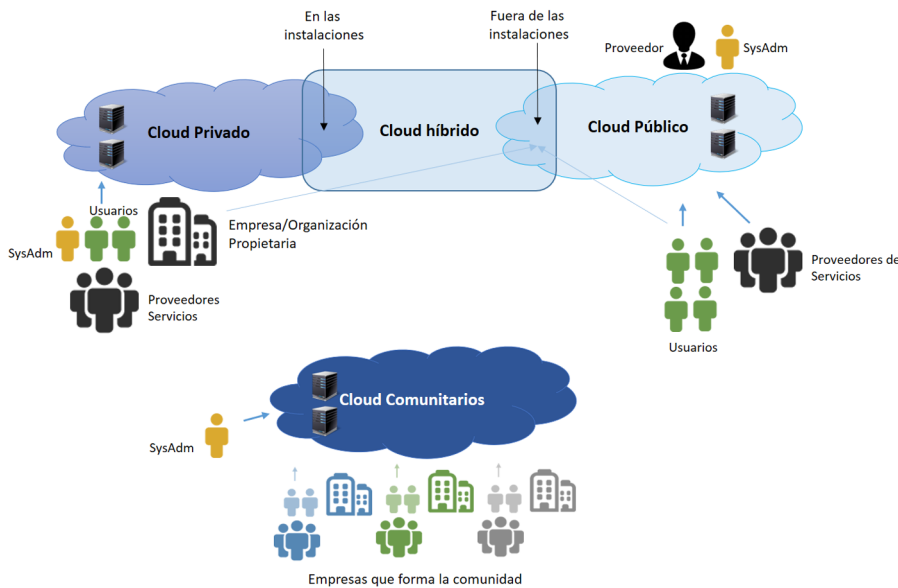 En las
instalaciones
Fuera de las
instalaciones
Proveedor
SysAdm
Cloud Privado
Cloud híbrido
Cloud Público
Usuarios
SysAdm
Empresa/Organización
Propietaria
Proveedores
Servicios
Proveedores de
Servicios
Usuarios
Cloud Comunitarios
SysAdm
Empresas que forma la comunidad